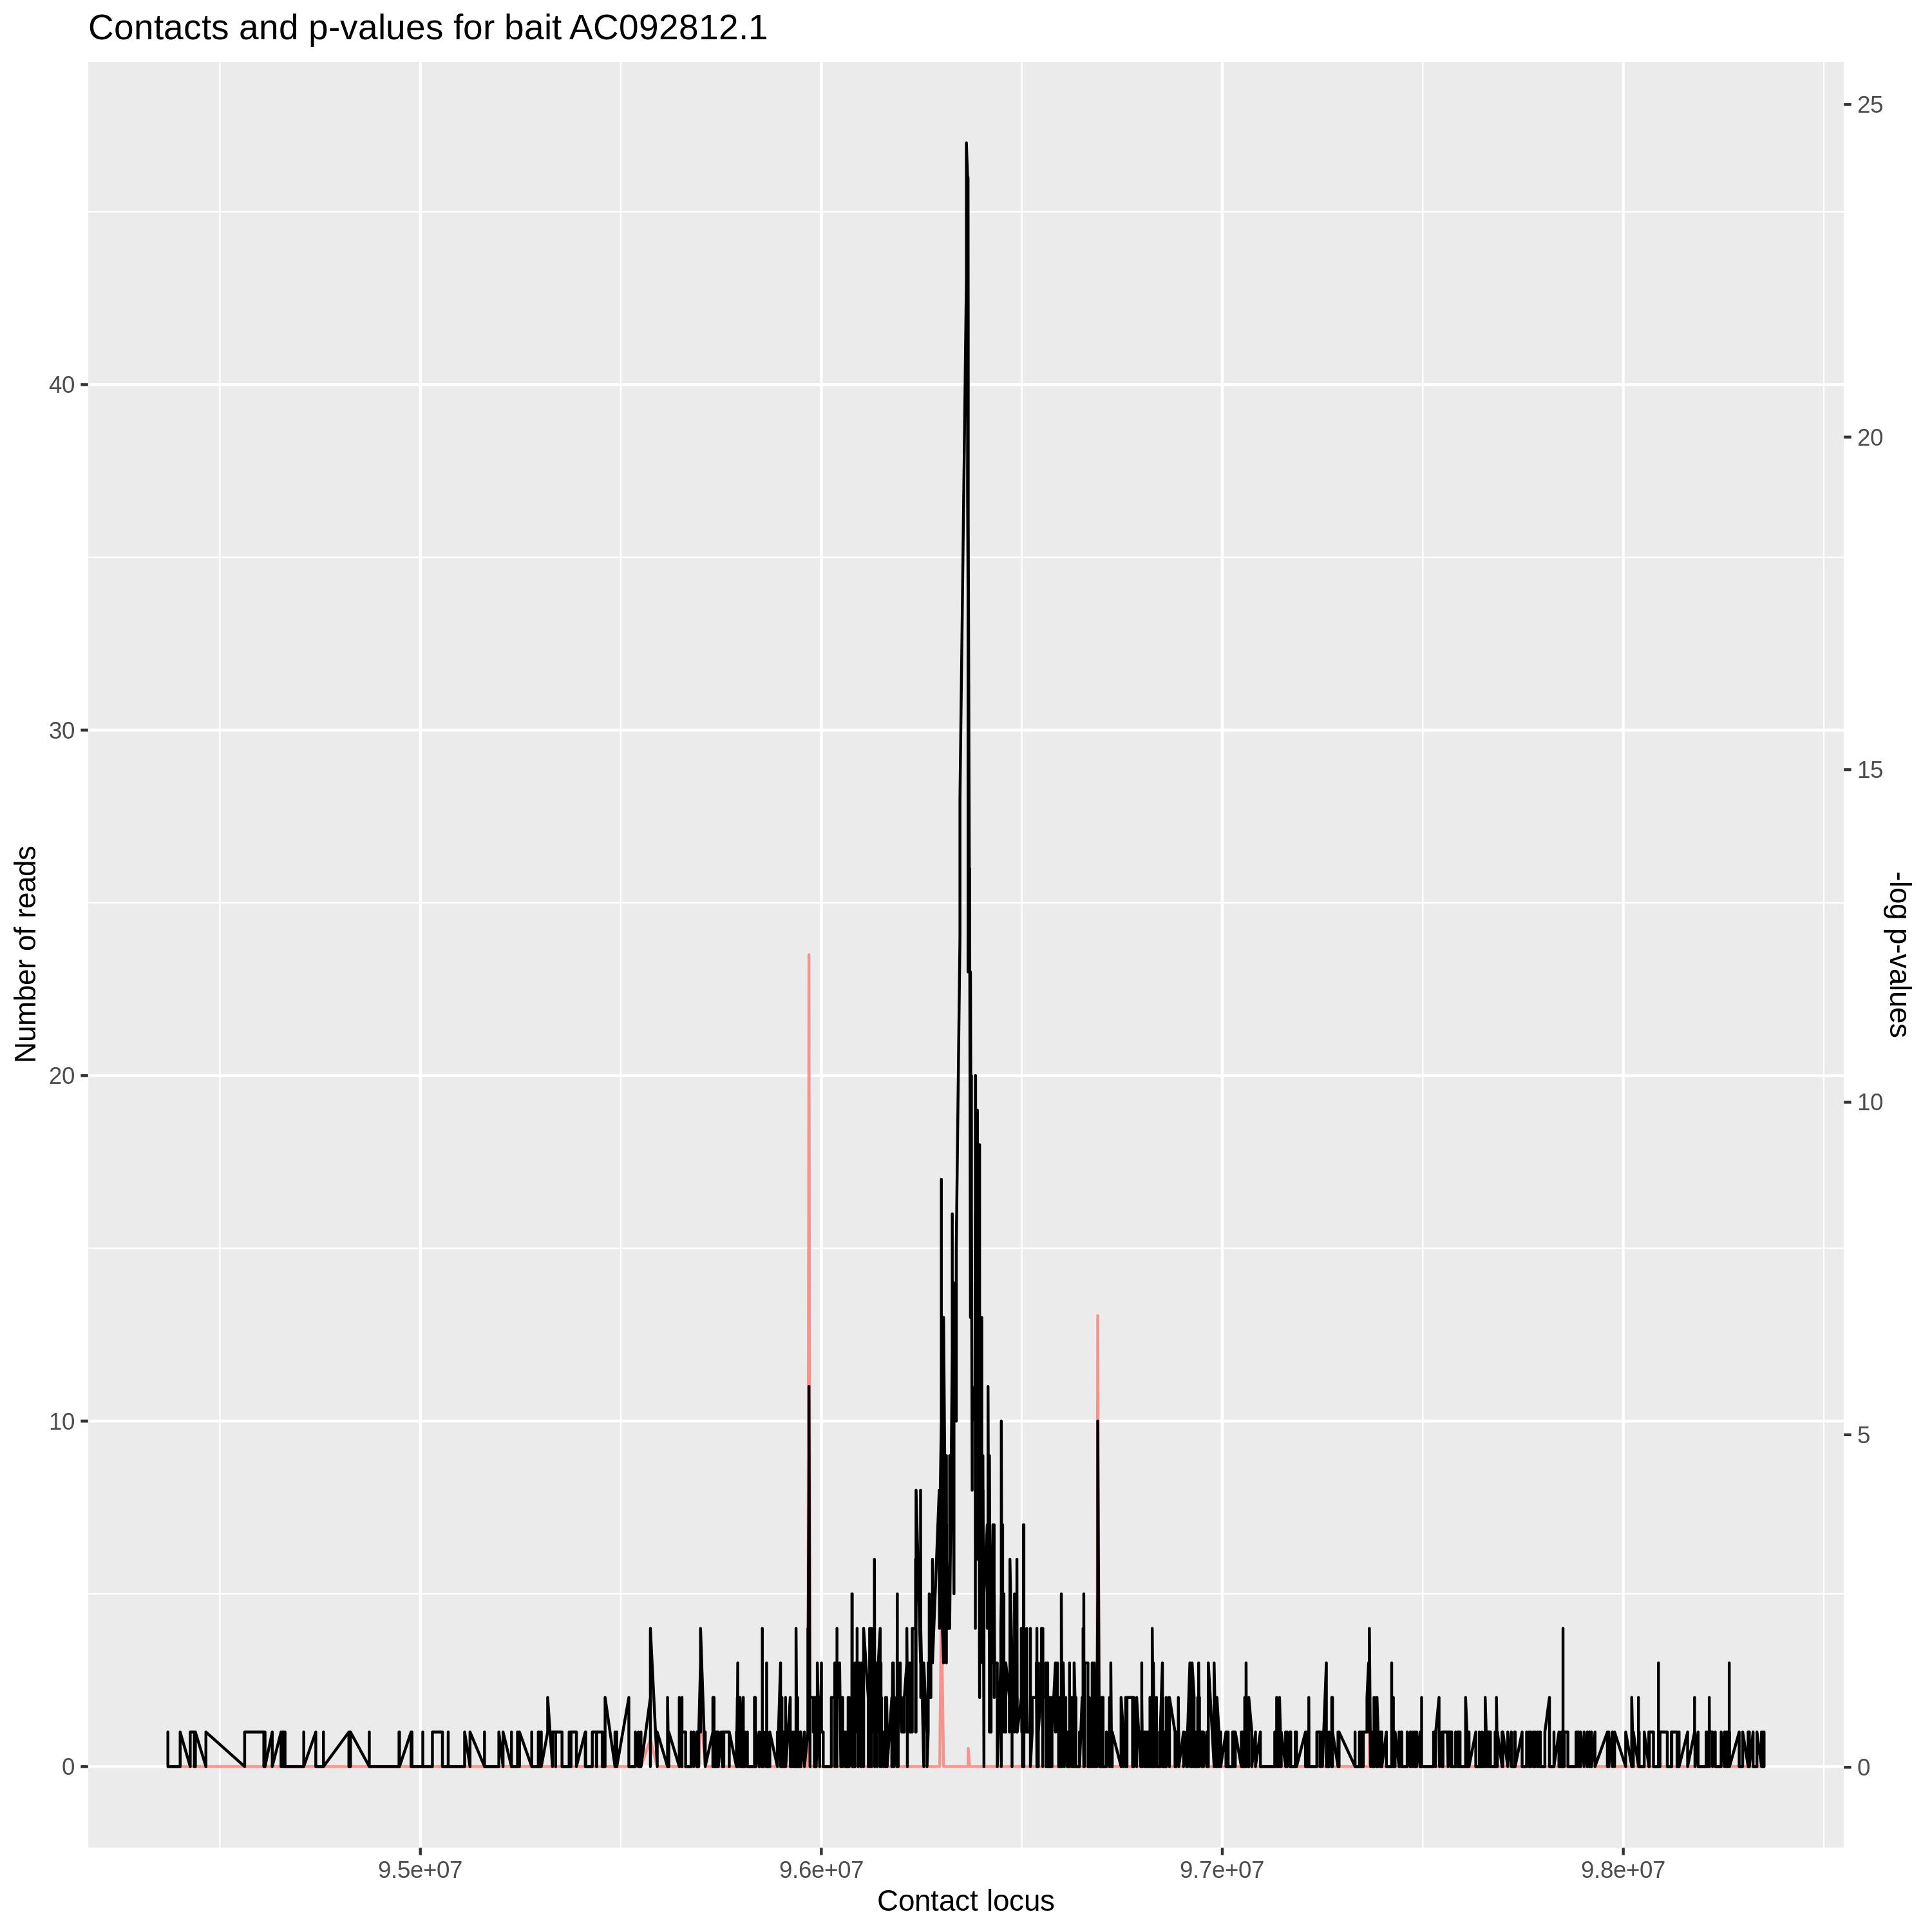 Contacts and p-values for bait AC092812.1
25
20
15
10
5
0
-log p-values
40
30
20
10
0
Number of reads
9.5e+07
9.6e+07
9.7e+07
9.8e+07
Contact locus